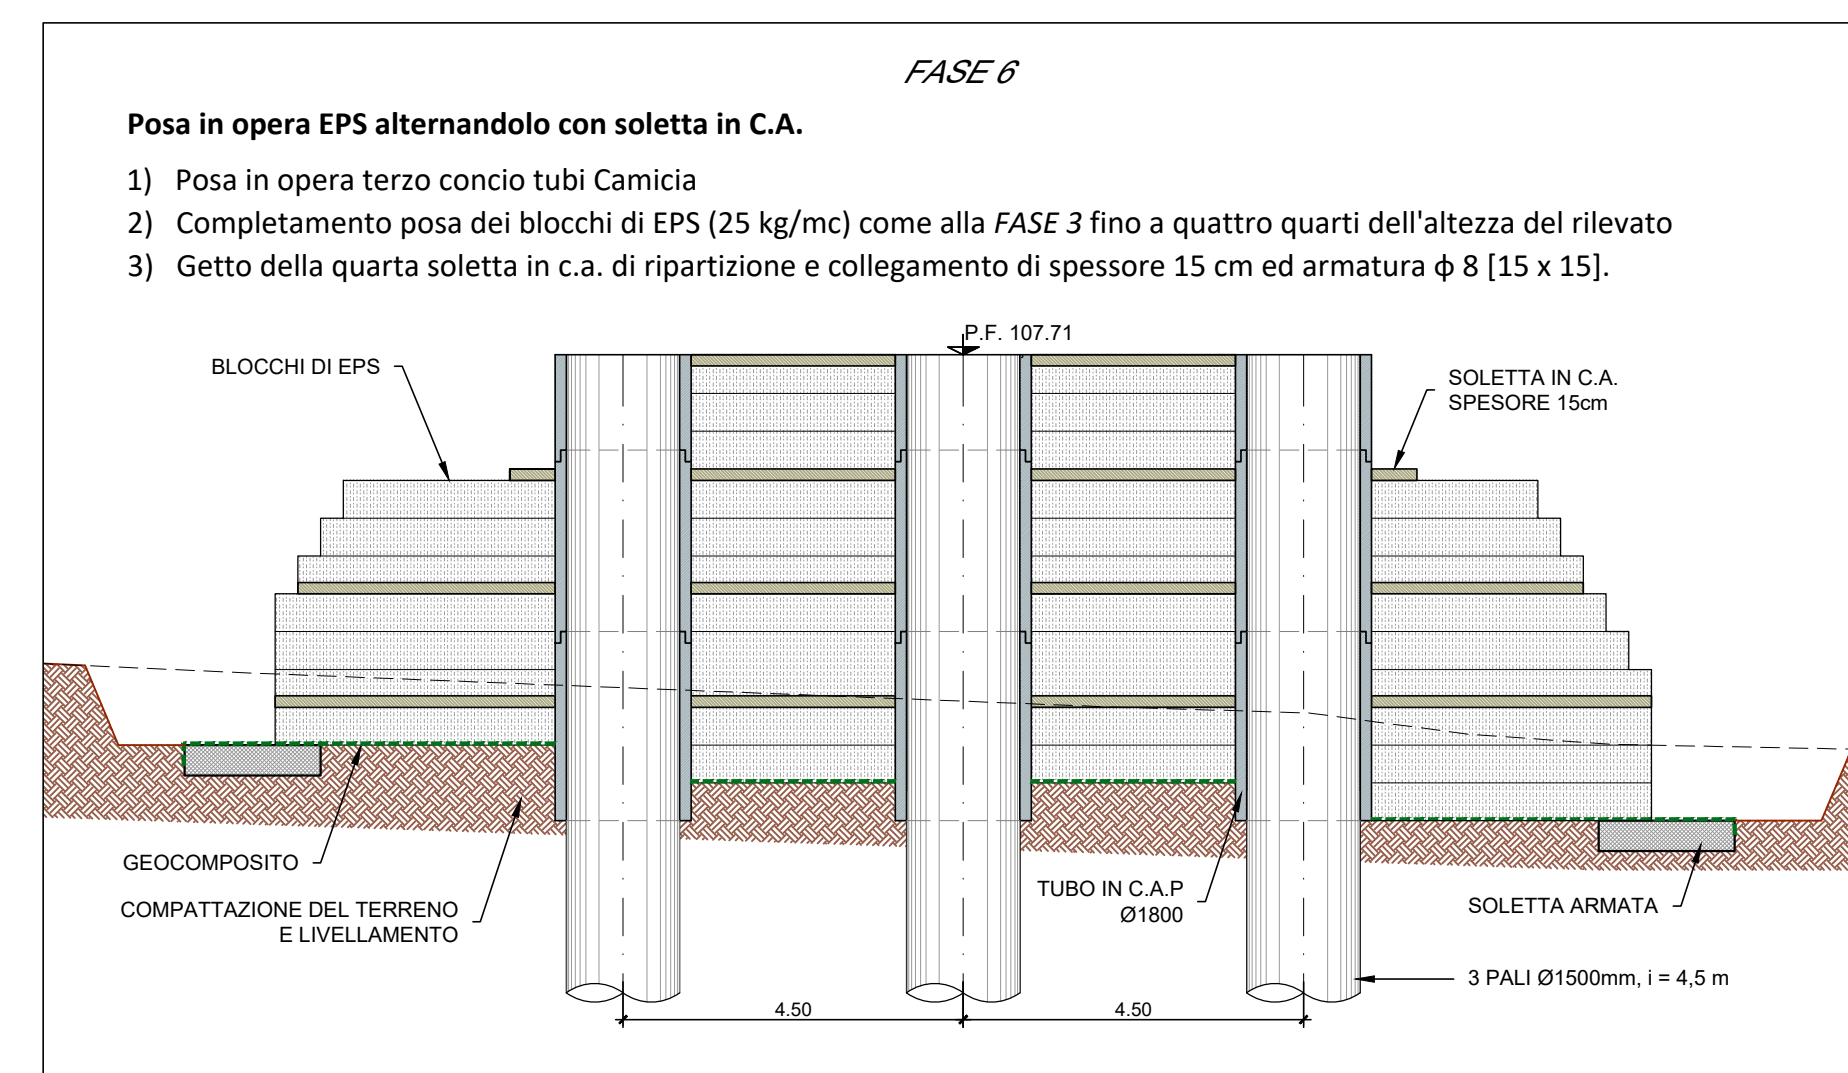 FASE 6
Posa in opera EPS alternandolo con soletta in C.A.
1) Posa in opera terzo concio tubi Camicia
2) Completamento posa dei blocchi di EPS (25 kg/mc) come alla FASE 3 fino a quattro quarti dell'altezza del rilevato
3) Getto della quarta soletta in c.a. di ripartizione e collegamento di spessore 15 cm ed armatura ϕ 8 [15 x 15].
P.F. 107.71
BLOCCHI DI EPS
SOLETTA IN C.A.
SPESORE 15cm
GEOCOMPOSITO
COMPATTAZIONE DEL TERRENO
E LIVELLAMENTO
TUBO IN C.A.P
Ø1800
SOLETTA ARMATA
3 PALI Ø1500mm, i = 4,5 m
4.50
4.50